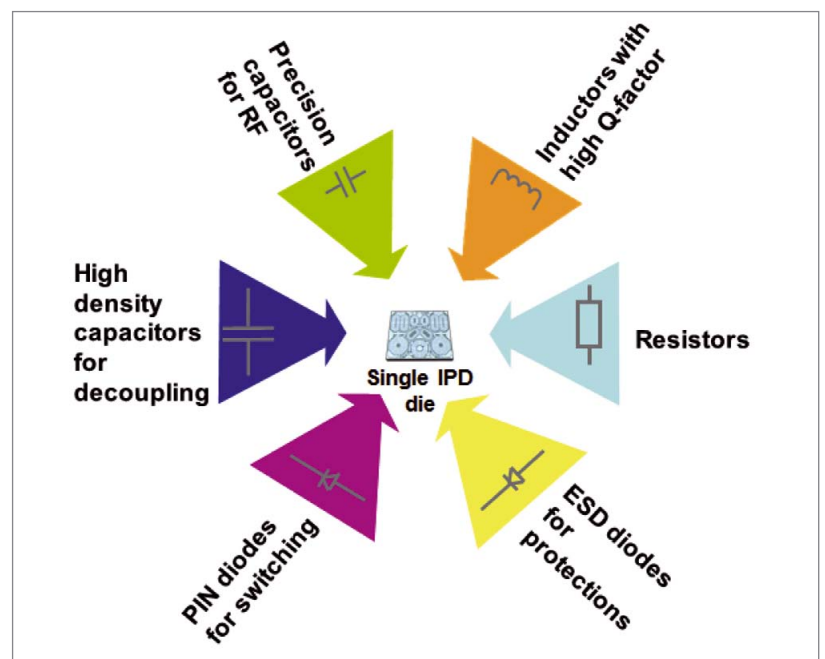 Precision
capacitors
for RF
Inductors with
high Q-factor
High
density
capacitors
for
decoupling
Resistors
Single IPD
die
PIN diodes
for switching
ESD diodes
for
protections